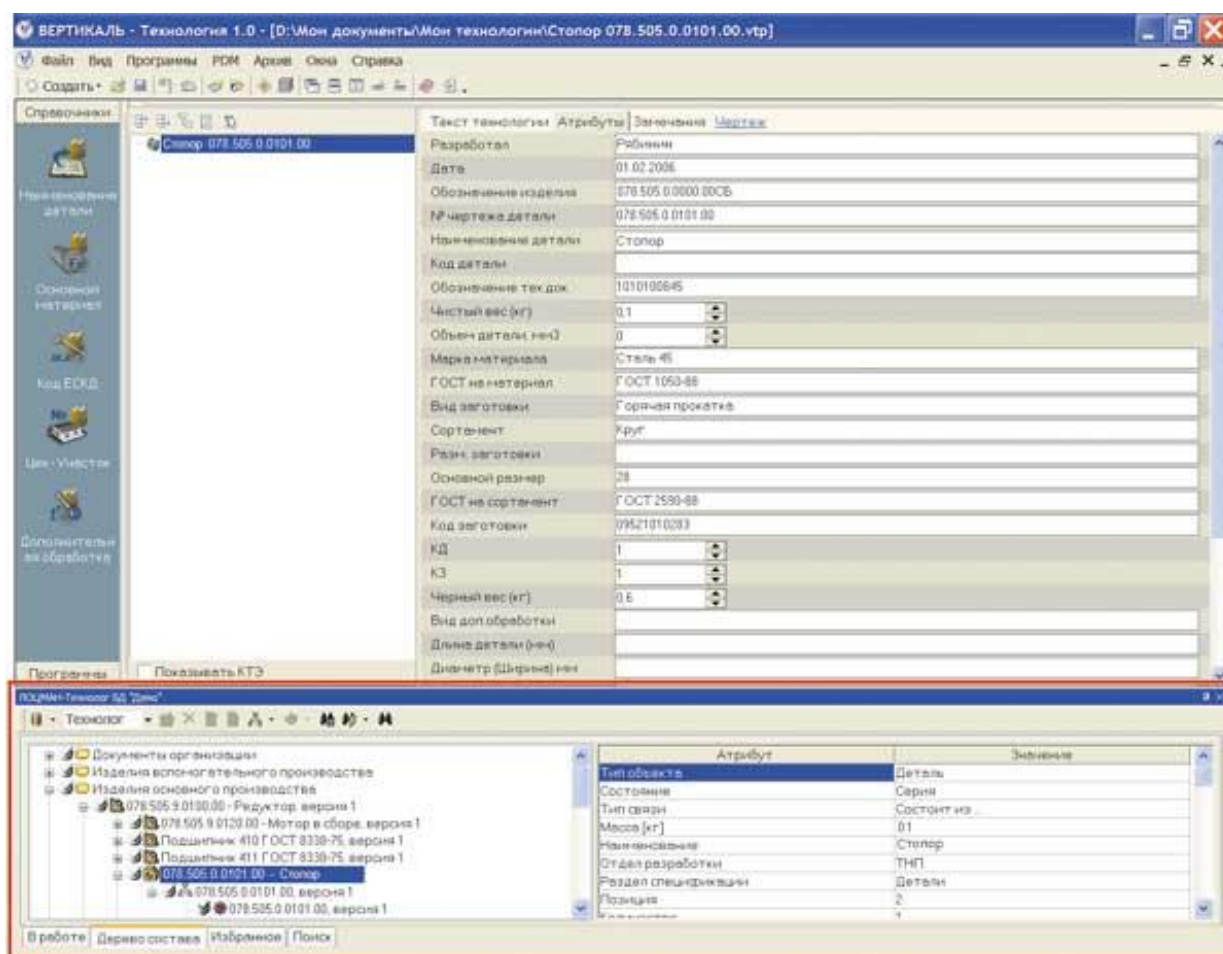 ВЕРТИКАЛЬ - Технология 1.0 - [D:\Мои документы\Мои технологии\Стопор 078.505.0.0101.00.vtp]
Файл Вид Программы PDM Архив Окна Справка
Создать
Справочники
Наименование детали
Основной материал
Код ЕСКД
Цех - Участок
Дополнительная обработка
Программы
Стопор 078.505.0.0101.00
Показывать КТЭ
Текст технологии Атрибуты Замечания Чертеж
Разработал Рябинин
Дата 01.02.2006
Обозначение изделия 078.505.0.0000.00СБ
№ чертежа детали 078.505.0.0101.00
Наименование детали Стопор
Код детали
Обозначение тех.док. 1010100845
Чистый вес (кг) 0,1
Объем детали, мм3 0
Марка материала Сталь 45
ГОСТ на материал ГОСТ 1050-88
Вид заготовки Горячая прокатка
Сортамент Круг
Разм. заготовки
Основной размер 28
ГОСТ на сортамент ГОСТ 2590-88
Код заготовки 09521010283
КД 1
КЗ 1
Черный вес (кг) 0,6
Вид доп.обработки
Длина детали (мм)
Диаметр (Ширина) мм
ЛОЦМАН-Технолог БД "Демо"
Технолог
Документы организации
Изделия вспомогательного производства
Изделия основного производства
078.505.9.0100.00 - Редуктор, версия 1
078.505.9.0120.00 - Мотор в сборе, версия 1
Подшипник 410 ГОСТ 8338-75, версия 1
Подшипник 411 ГОСТ 8338-75, версия 1
078.505.0.0101.00 – Стопор
078.505.0.0101.00, версия 1
078.505.0.0101.00, версия 1
Атрибут Значение
Тип объекта Деталь
Состояние Серия
Тип связи Состоит из ...
Масса [кг] 01
Наименование Стопор
Отдел разработки ТНП
Раздел спецификации Детали
Позиция 2
Количество 1
В работе Дерево состава Избранное Поиск